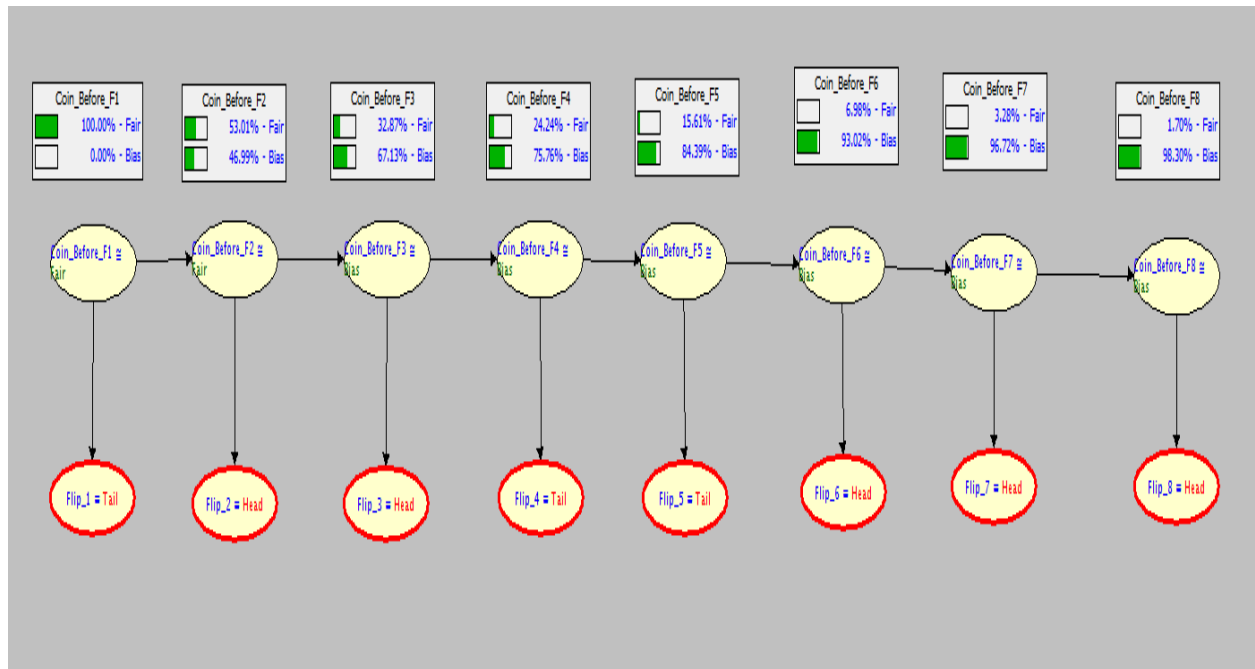 Coin_Before_F1
100.00% - Fair
0.00% - Bias
Coin_Before_F2
53.01% - Fair
46.99% - Bias
Coin_Before_F3
32.87% - Fair
67.13% - Bias
Coin_Before_F4
24.24% - Fair
75.76% - Bias
Coin_Before_F5
15.61% - Fair
84.39% - Bias
Coin_Before_F6
6.98% - Fair
93.02% - Bias
Coin_Before_F7
3.28% - Fair
96.72% - Bias
Coin_Before_F8
1.70% - Fair
98.30% - Bias
Coin_Before_F1 ≅
Fair
Coin_Before_F2 ≅
Fair
Coin_Before_F3 ≅
Bias
Coin_Before_F4 ≅
Bias
Coin_Before_F5 ≅
Bias
Coin_Before_F6 ≅
Bias
Coin_Before_F7 ≅
Bias
Coin_Before_F8 ≅
Bias
Flip_1 ≡ Tail
Flip_2 ≡ Head
Flip_3 ≡ Head
Flip_4 ≡ Tail
Flip_5 ≡ Tail
Flip_6 ≡ Head
Flip_7 ≡ Head
Flip_8 ≡ Head